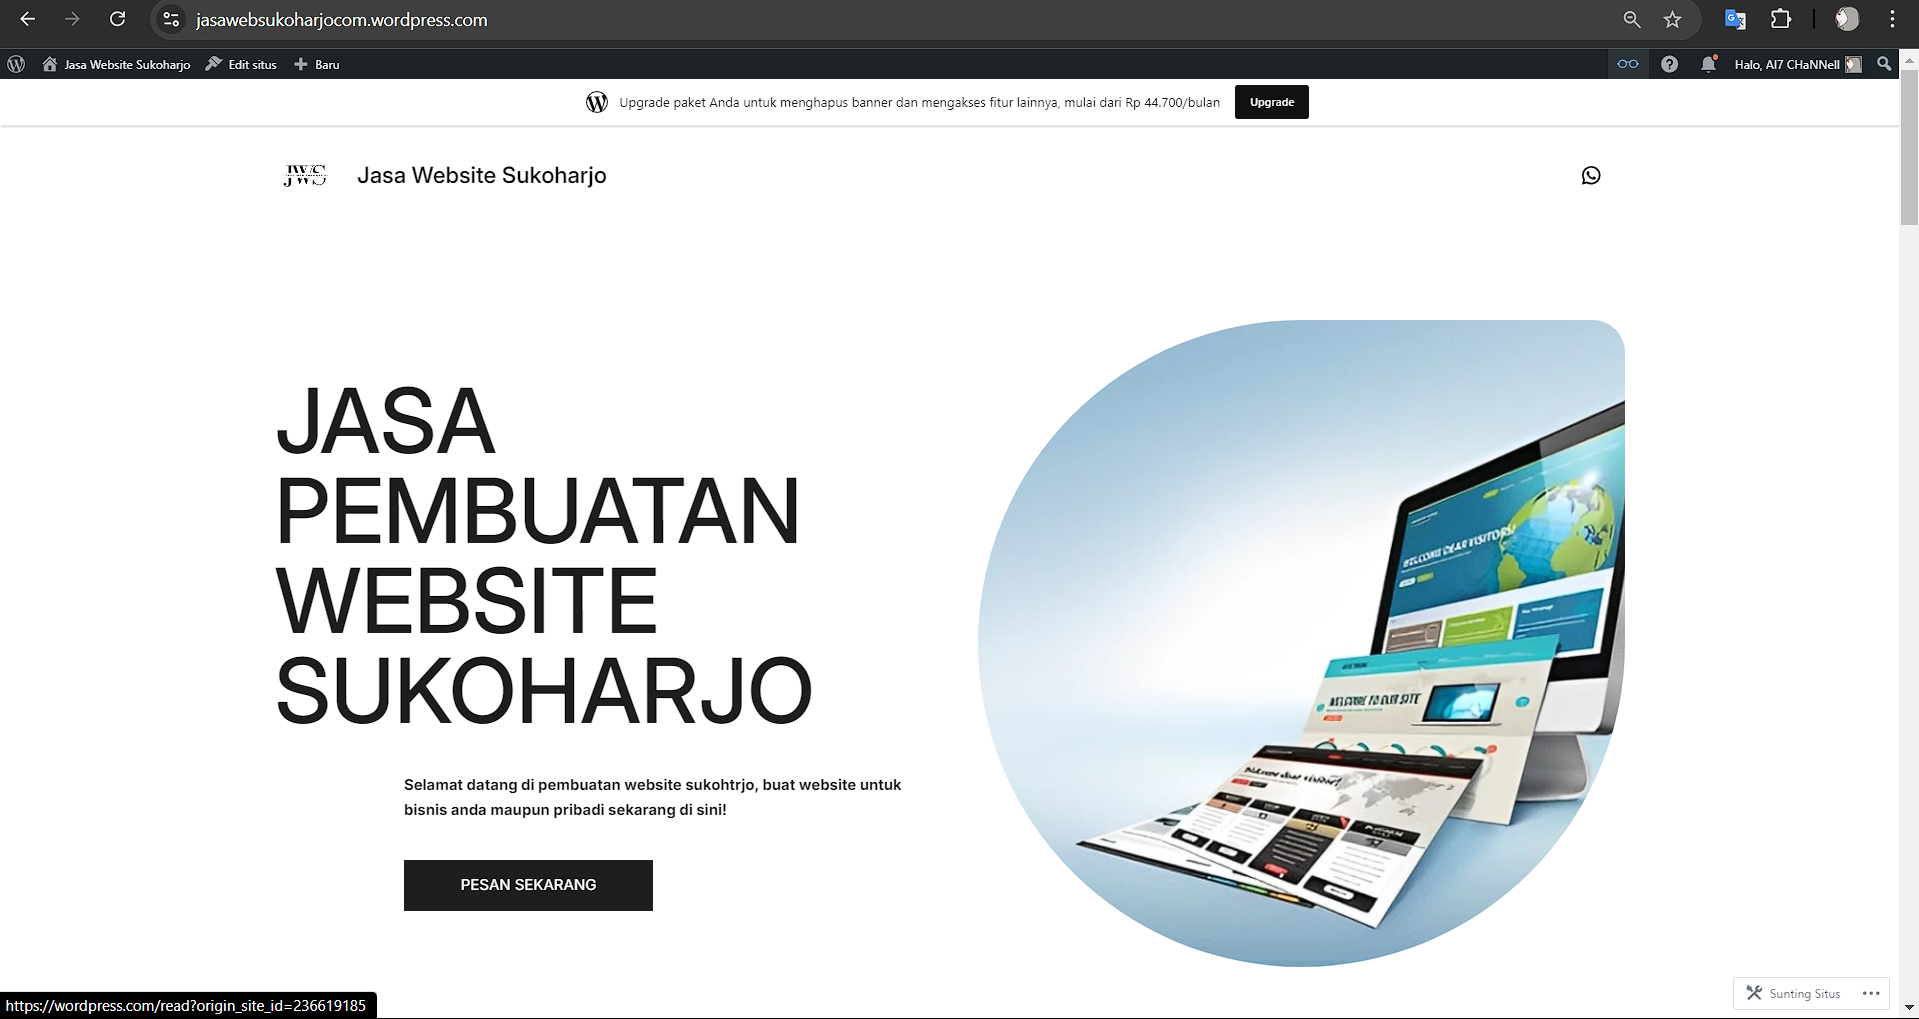 jasawebsukoharjocom.wordpress.com
Jasa Website Sukoharjo
Edit situs
Baru
Halo, AI7 CHaNNell
Upgrade paket Anda untuk menghapus banner dan mengakses fitur lainnya, mulai dari Rp 44.700/bulan
Upgrade
JWS
Jasa Website Sukoharjo
JASA
PEMBUATAN
WEBSITE
SUKOHARJO
WELCOME DEAR VISITORS!
WELCOME TO OUR SITE
Welcome dear visitor!
Selamat datang di pembuatan website sukohtrjo, buat website untuk
bisnis anda maupun pribadi sekarang di sini!
PESAN SEKARANG
Sunting Situs
https://wordpress.com/read?origin_site_id=236619185